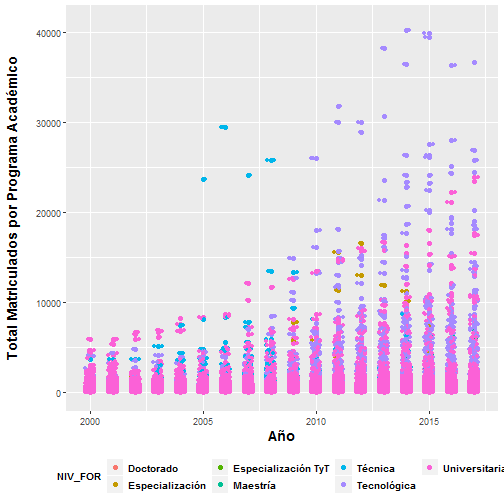 Total Matriculados por Programa Académico
40000
30000
20000
10000
0
2000
2005
2010
2015
Año
NIV_FOR
Doctorado
Especialización TyT
Técnica
Universitaria
Especialización
Maestría
Tecnológica